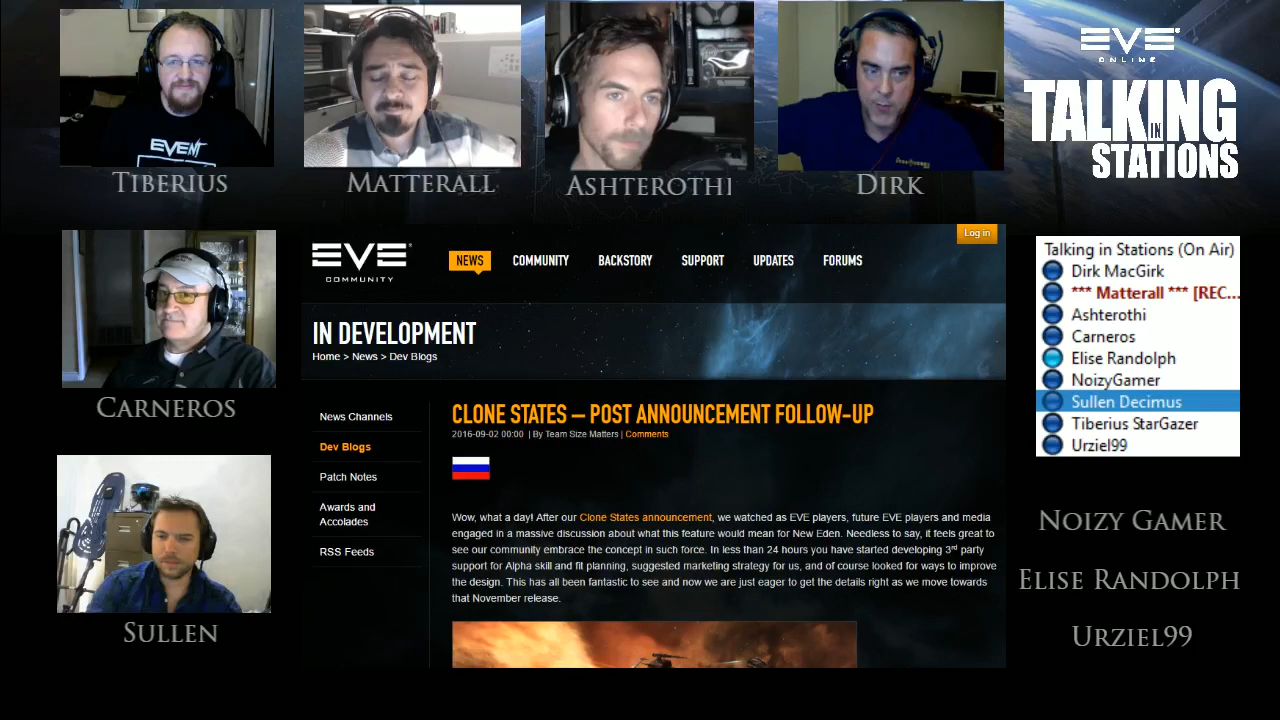 EVE
ONLINE
TALKING
IN
STATIONS
EVEN
TIBERIUS
MATTERALL
ASHTEROTHI
DIRK
CARNEROS
SULLEN
Log in
EVE
COMMUNITY
NEWS
COMMUNITY
BACKSTORY
SUPPORT
UPDATES
FORUMS
IN DEVELOPMENT
Home > News > Dev Blogs
News Channels
Dev Blogs
Patch Notes
Awards and
Accolades
RSS Feeds
CLONE STATES – POST ANNOUNCEMENT FOLLOW-UP
2016-09-02 00:00 | By Team Size Matters | Comments
Wow, what a day! After our Clone States announcement, we watched as EVE players, future EVE players and media
engaged in a massive discussion about what this feature would mean for New Eden. Needless to say, it feels great to
see our community embrace the concept in such force. In less than 24 hours you have started developing 3rd party
support for Alpha skill and fit planning, suggested marketing strategy for us, and of course looked for ways to improve
the design. This has all been fantastic to see and now we are just eager to get the details right as we move towards
that November release.
Talking in Stations (On Air)
Dirk MacGirk
*** Matterall *** [REC...
Ashterothi
Carneros
Elise Randolph
NoizyGamer
Sullen Decimus
Tiberius StarGazer
Urziel99
NOIZY GAMER
ELISE RANDOLPH
URZIEL99